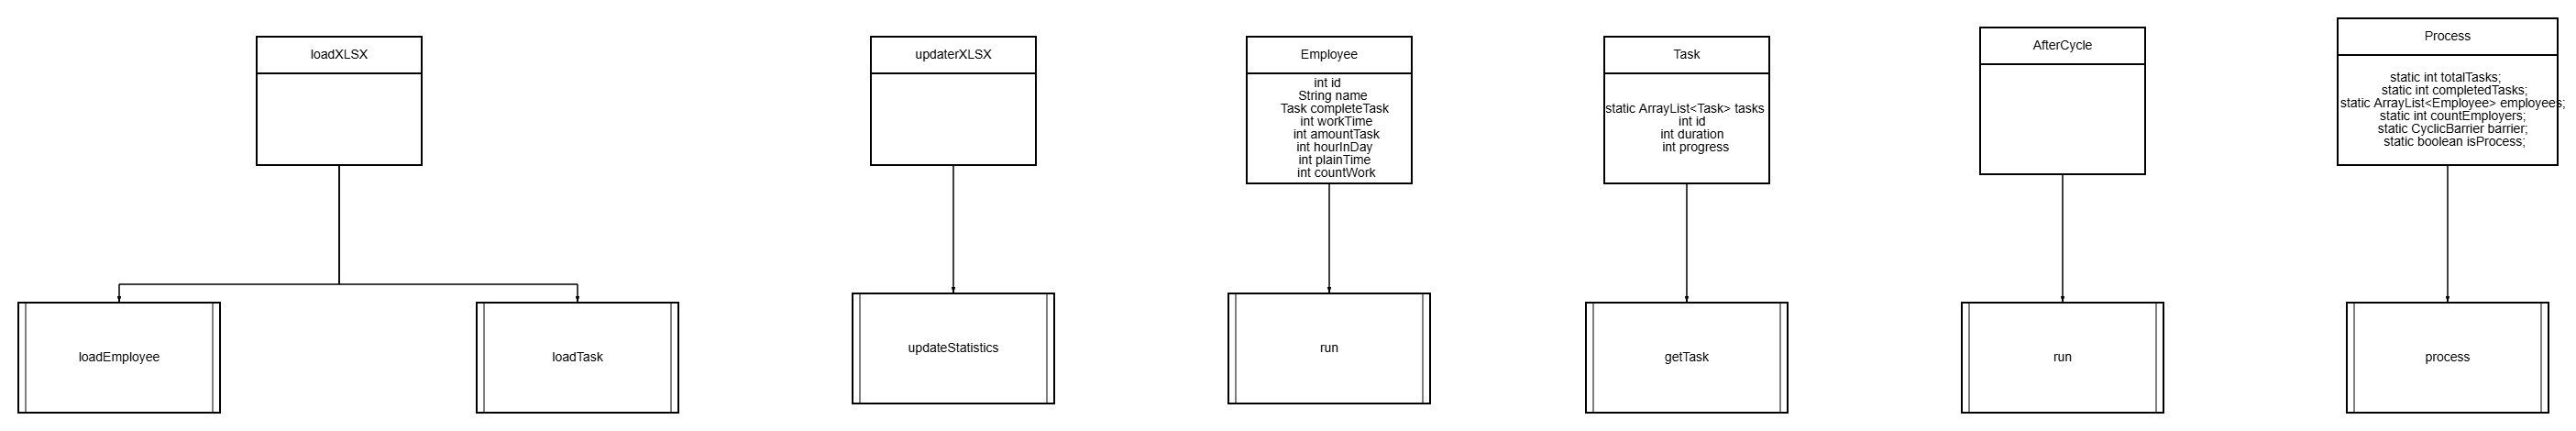 loadXLSX
loadEmployee
loadTask
updaterXLSX
updateStatistics
Employee
int id
String name
Task completeTask
int workTime
int amountTask
int hourInDay
int plainTime
int countWork
run
Task
static ArrayList<Task> tasks
int id
int duration
int progress
getTask
AfterCycle
run
Process
static int totalTasks;
static int completedTasks;
static ArrayList<Employee> employees;
static int countEmployers;
static CyclicBarrier barrier;
static boolean isProcess;
process